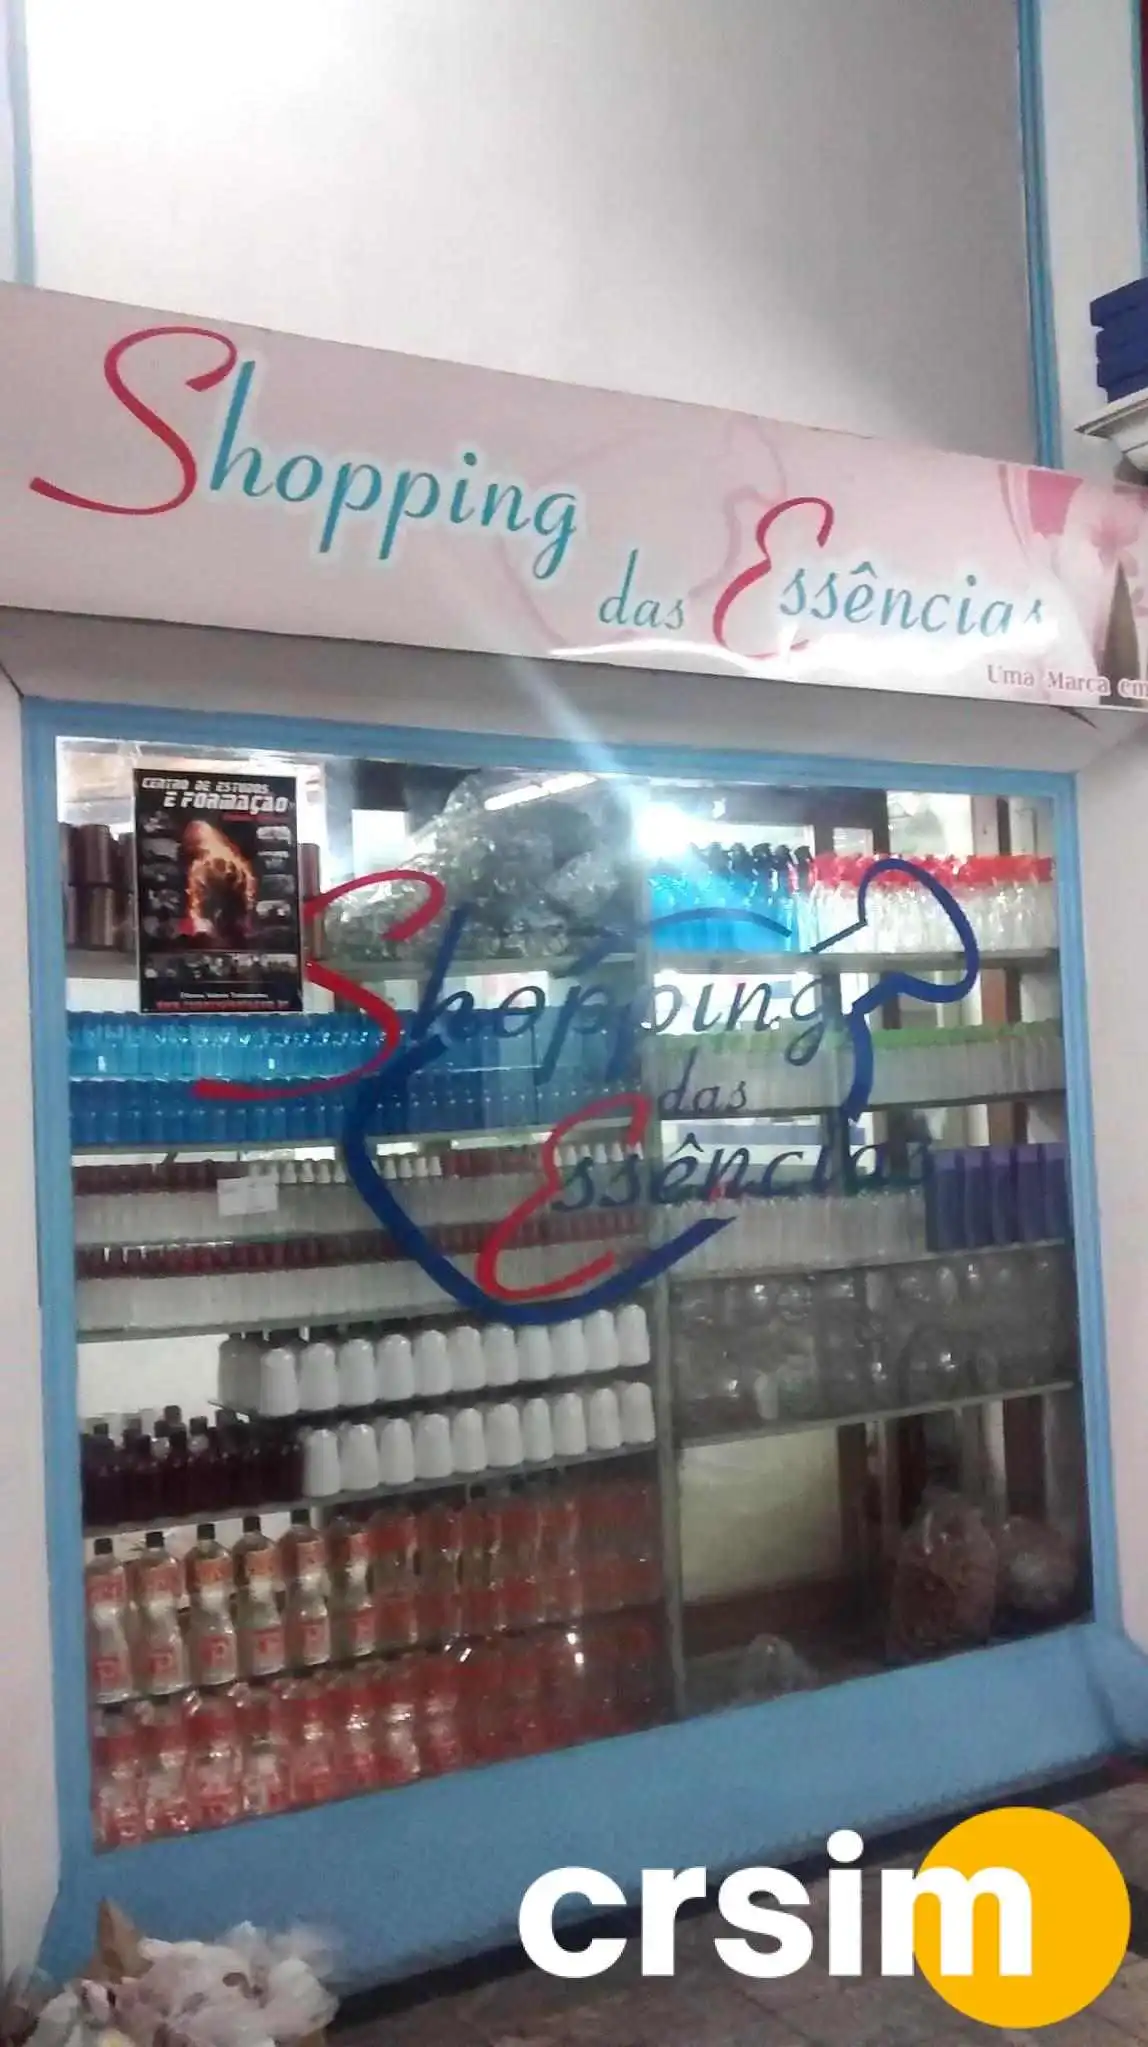 Shopping
das Essências
Uma Marca em
CENTRO DE ESTUDOS
E FORMAÇÃO
Shopping
das
Essências
crsim